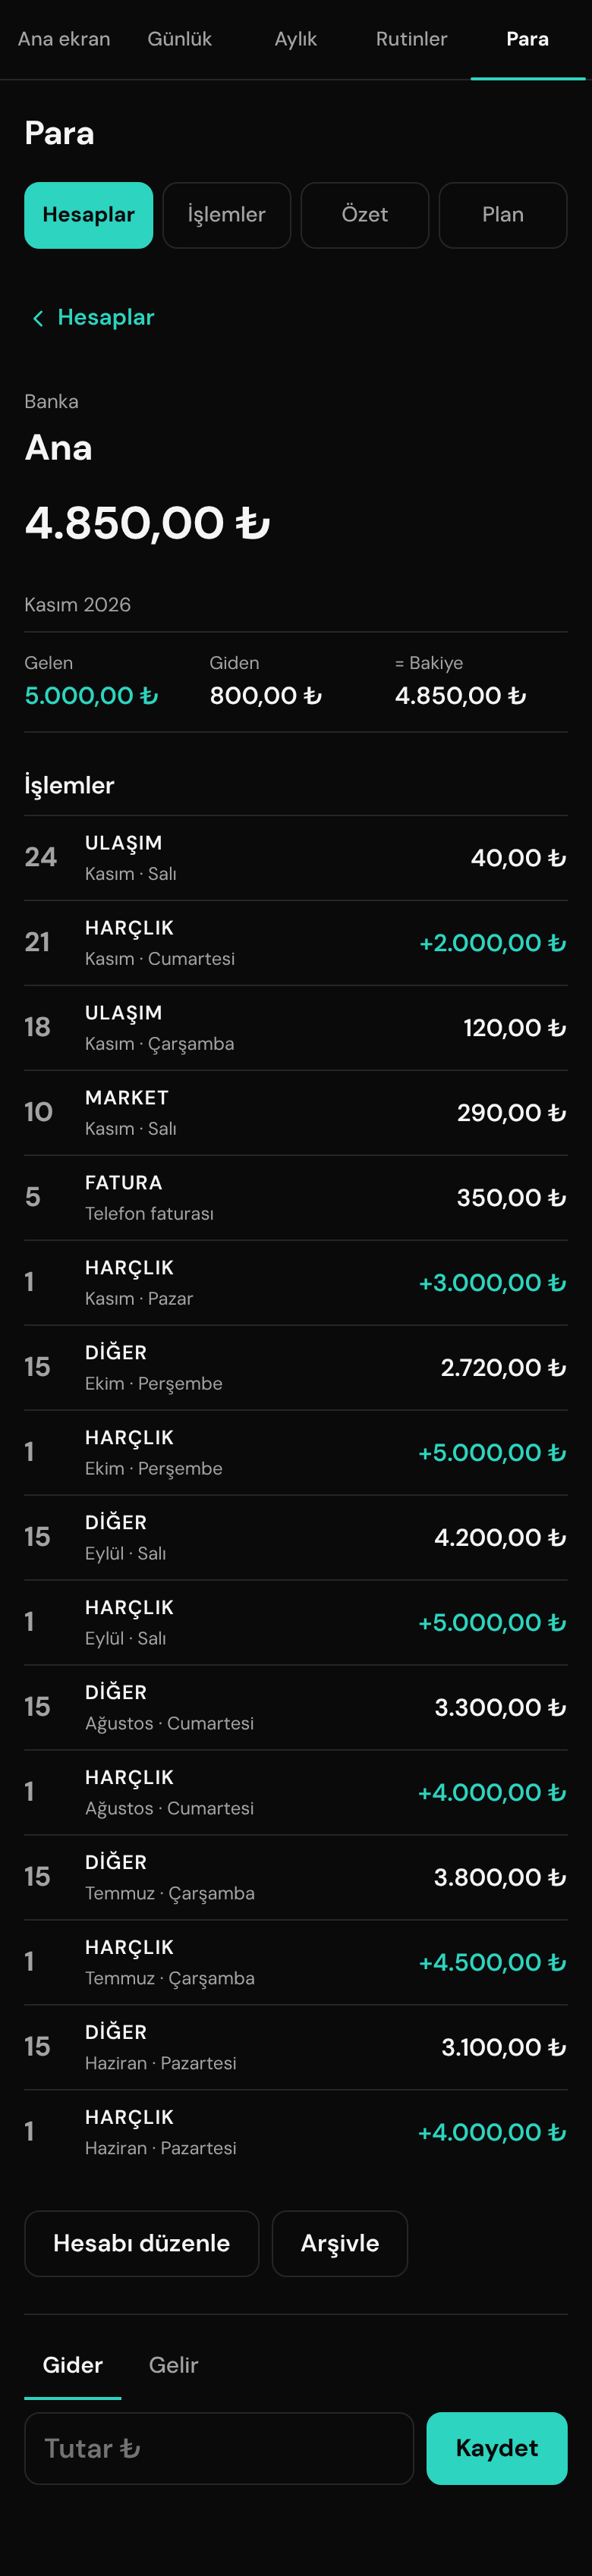 Ana ekran Günlük Aylık Rutinler Para
Para
Hesaplar İşlemler Özet Plan
Hesaplar
Banka
Ana
4.850,00 ₺
Kasım 2026
Gelen Giden = Bakiye
5.000,00 ₺ 800,00 ₺ 4.850,00 ₺
İşlemler
24 ULAŞIM 40,00 ₺
Kasım · Salı
21 HARÇLIK +2.000,00 ₺
Kasım · Cumartesi
18 ULAŞIM 120,00 ₺
Kasım · Çarşamba
10 MARKET 290,00 ₺
Kasım · Salı
5 FATURA 350,00 ₺
Telefon faturası
1 HARÇLIK +3.000,00 ₺
Kasım · Pazar
15 DİĞER 2.720,00 ₺
Ekim · Perşembe
1 HARÇLIK +5.000,00 ₺
Ekim · Perşembe
15 DİĞER 4.200,00 ₺
Eylül · Salı
1 HARÇLIK +5.000,00 ₺
Eylül · Salı
15 DİĞER 3.300,00 ₺
Ağustos · Cumartesi
1 HARÇLIK +4.000,00 ₺
Ağustos · Cumartesi
15 DİĞER 3.800,00 ₺
Temmuz · Çarşamba
1 HARÇLIK +4.500,00 ₺
Temmuz · Çarşamba
15 DİĞER 3.100,00 ₺
Haziran · Pazartesi
1 HARÇLIK +4.000,00 ₺
Haziran · Pazartesi
Hesabı düzenle Arşivle
Gider Gelir
Tutar ₺ Kaydet